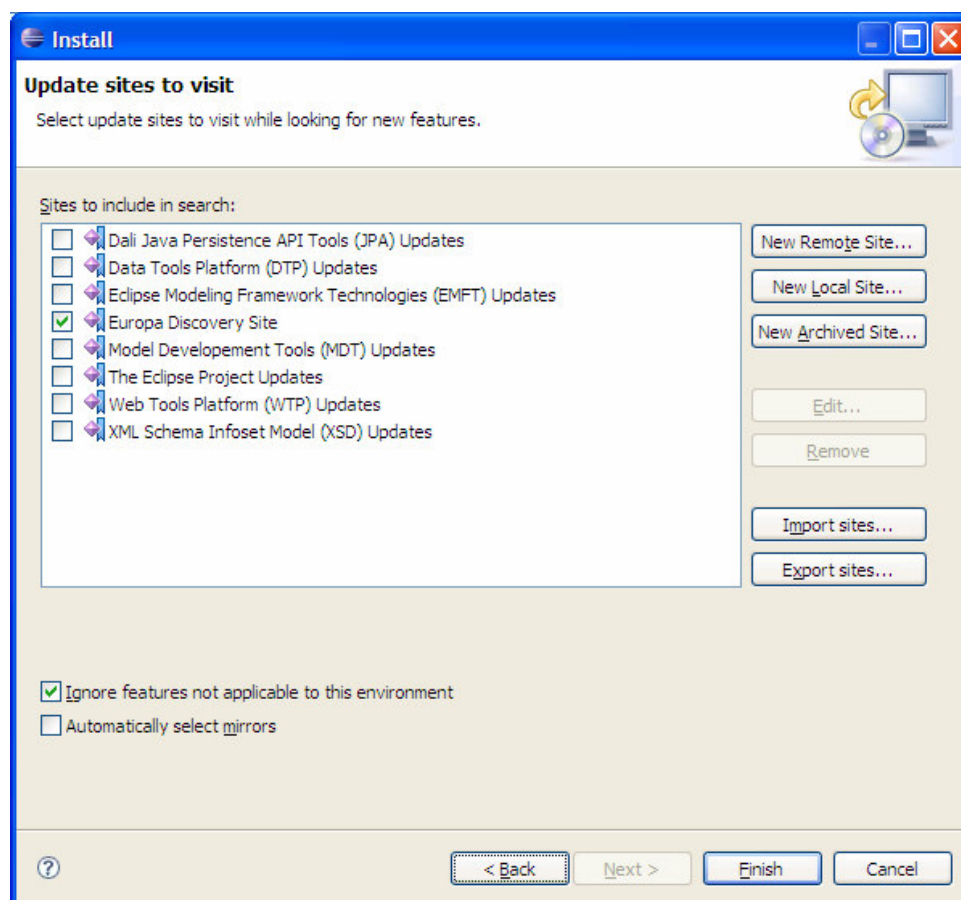 Install
Update sites to visit
Select update sites to visit while looking for new features.
Sites to include in search:
Dali Java Persistence API Tools (JPA) Updates
Data Tools Platform (DTP) Updates
Eclipse Modeling Framework Technologies (EMFT) Updates
Europa Discovery Site
Model Developement Tools (MDT) Updates
The Eclipse Project Updates
Web Tools Platform (WTP) Updates
XML Schema Infoset Model (XSD) Updates
New Remote Site...
New Local Site...
New Archived Site...
Edit...
Remove
Import sites...
Export sites...
Ignore features not applicable to this environment
Automatically select mirrors
?
< Back
Next >
Finish
Cancel